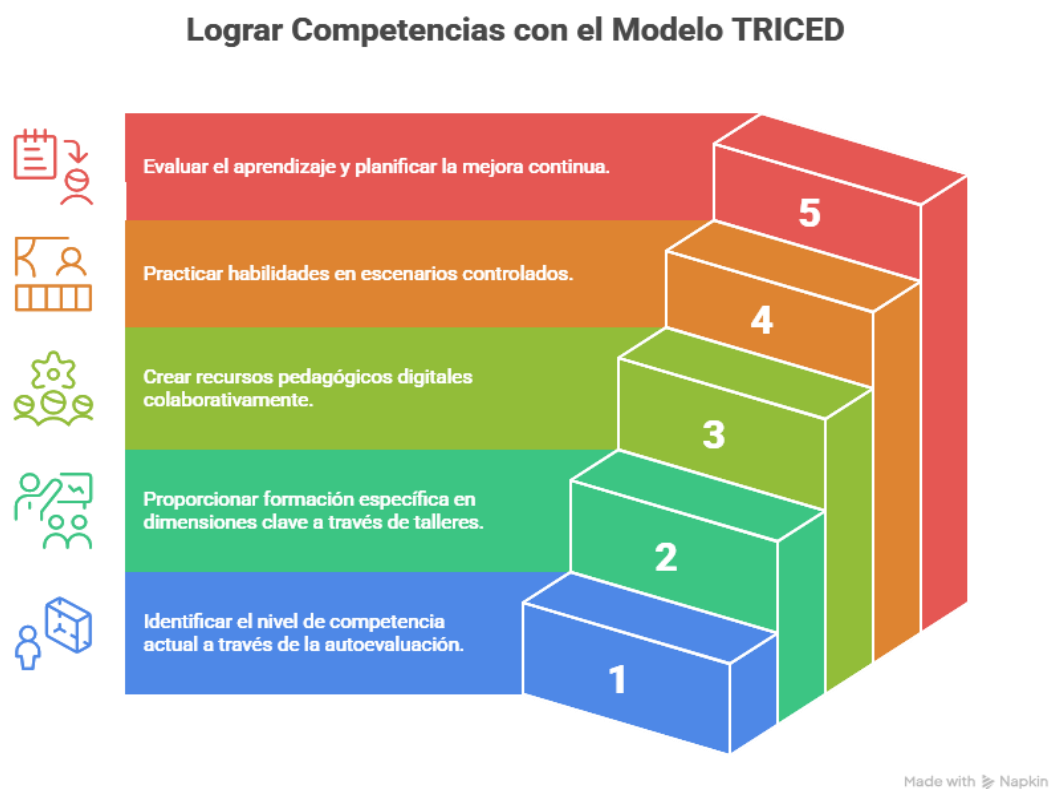 Lograr Competencias con el Modelo TRICED
Evaluar el aprendizaje y planificar la mejora continua.
5
Practicar habilidades en escenarios controlados.
4
Crear recursos pedagógicos digitales
colaborativamente.
3
Proporcionar formación específica en
dimensiones clave a través de talleres.
2
Identificar el nivel de competencia
actual a través de la autoevaluación.
1
Made with Napkin